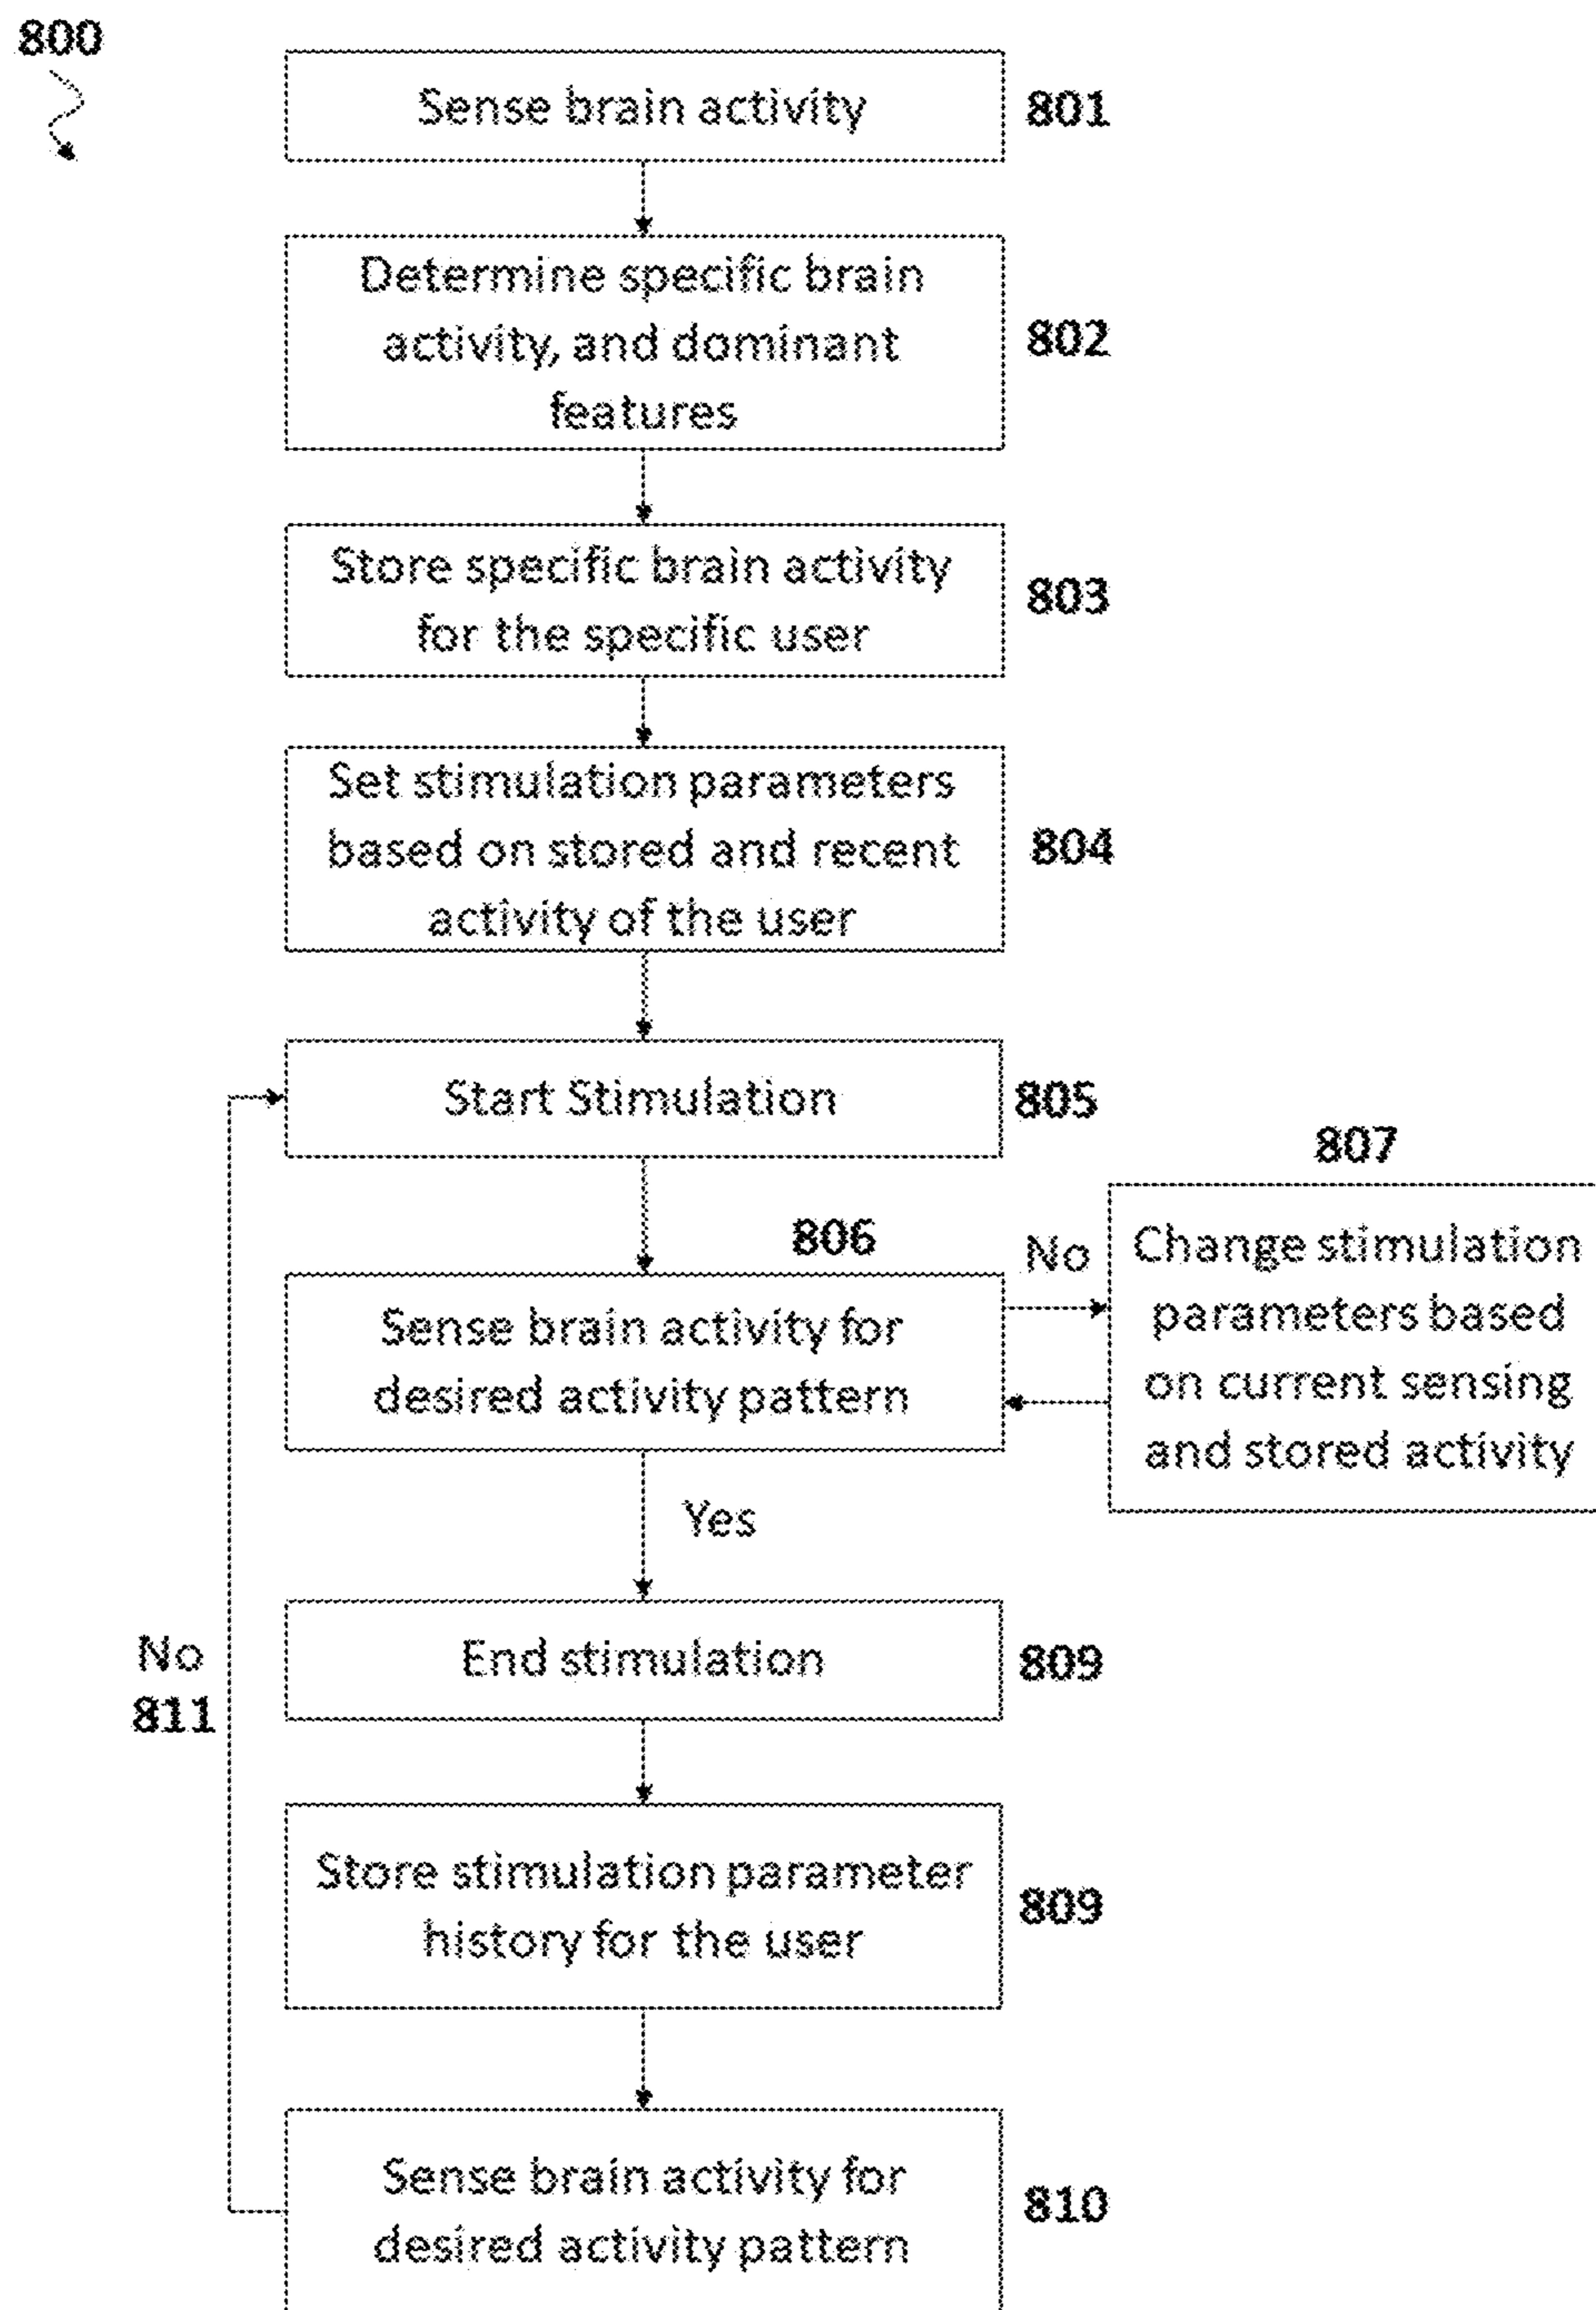 800
Sense brain activity
801
Determine specific brain
activity, and dominant
features
802
Store specific brain activity
for the specific user
803
Set stimulation parameters
based on stored and recent
activity of the user
804
Start Stimulation
805
806
Sense brain activity for
desired activity pattern
No
807
Change stimulation
parameters based
on current sensing
and stored activity
Yes
End stimulation
809
No
811
Store stimulation parameter
history for the user
809
Sense brain activity for
desired activity pattern
810